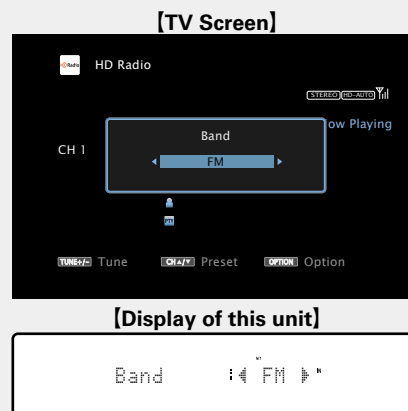 【TV Screen】
HD Radio
STEREO HD-AUTO
ow Playing
CH 1
Band
FM
PTY
TUNE+/- Tune CH▲/▼ Preset OPTION Option
【Display of this unit】
Band FM